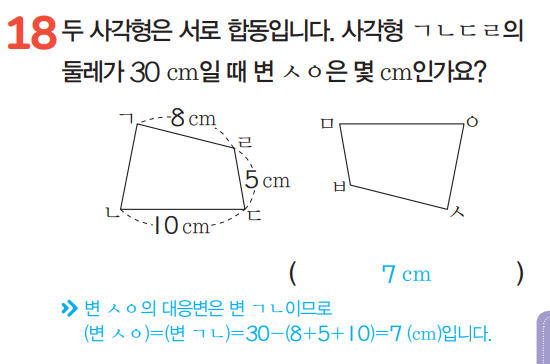 18 두 사각형은 서로 합동입니다. 사각형 ㄱㄴㄷㄹ의
둘레가 30 cm일 때 변 ㅅㅇ은 몇 cm인가요?
ㄱ 8 cm ㄹ 5 cm ㄴ 10 cm ㄷ
ㅁ ㅇ ㅂ ㅅ
( 7 cm )
변 ㅅㅇ의 대응변은 변 ㄱㄴ이므로
(변 ㅅㅇ)=(변 ㄱㄴ)=30-(8+5+10)=7 (cm)입니다.